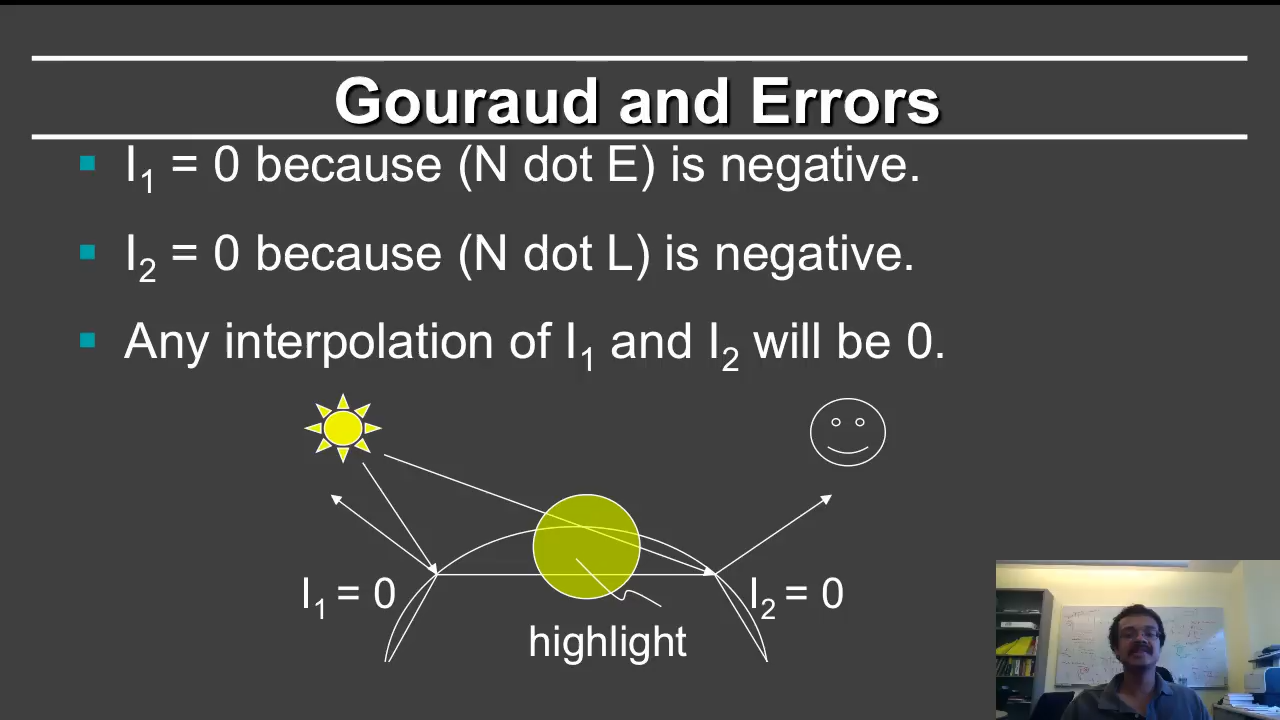 Gouraud and Errors
I₁ = 0 because (N dot E) is negative.
I₂ = 0 because (N dot L) is negative.
Any interpolation of I₁ and I₂ will be 0.
I₁ = 0
I₂ = 0
highlight